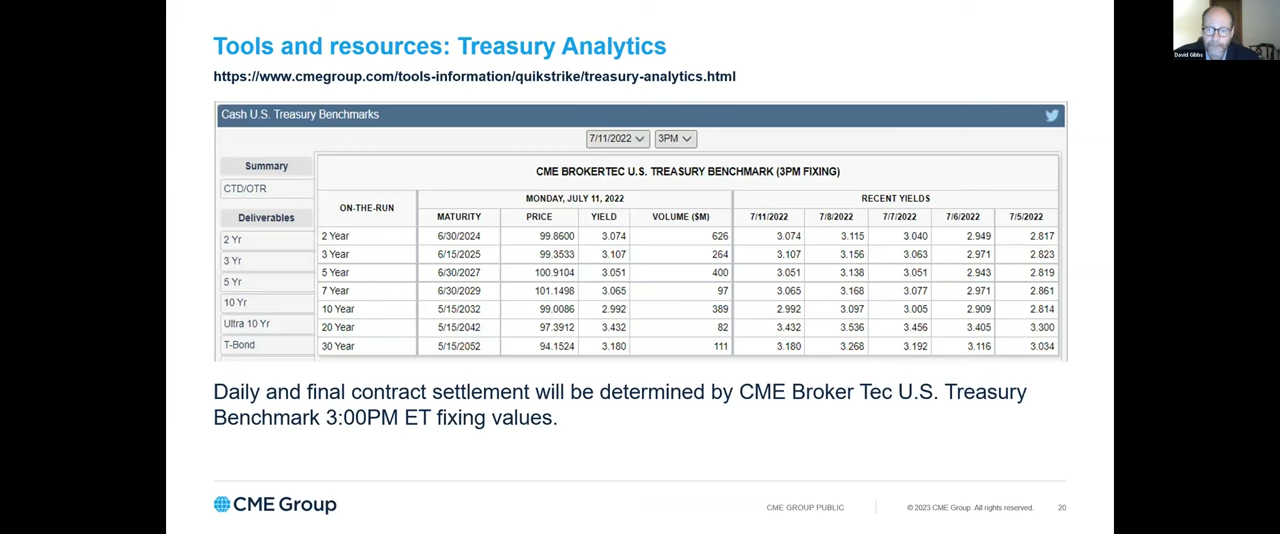 Tools and resources: Treasury Analytics
https://www.cmegroup.com/tools-information/quikstrike/treasury-analytics.html
David Gibbs
Cash U.S. Treasury Benchmarks
7/11/2022 3PM
Summary
CTD/OTR
Deliverables
2 Yr
3 Yr
5 Yr
10 Yr
Ultra 10 Yr
T-Bond
CME BROKERTEC U.S. TREASURY BENCHMARK (3PM FIXING)
ON-THE-RUN MONDAY, JULY 11, 2022 RECENT YIELDS
MATURITY PRICE YIELD VOLUME ($M) 7/11/2022 7/8/2022 7/7/2022 7/6/2022 7/5/2022
2 Year 6/30/2024 99.8600 3.074 626 3.074 3.115 3.040 2.949 2.817
3 Year 6/15/2025 99.3533 3.107 264 3.107 3.156 3.063 2.971 2.823
5 Year 6/30/2027 100.9104 3.051 400 3.051 3.138 3.051 2.943 2.819
7 Year 6/30/2029 101.1498 3.065 97 3.065 3.168 3.077 2.971 2.861
10 Year 5/15/2032 99.0086 2.992 389 2.992 3.097 3.005 2.909 2.814
20 Year 5/15/2042 97.3912 3.432 82 3.432 3.536 3.456 3.405 3.300
30 Year 5/15/2052 94.1524 3.180 111 3.180 3.268 3.192 3.116 3.034
Daily and final contract settlement will be determined by CME Broker Tec U.S. Treasury
Benchmark 3:00PM ET fixing values.
CME Group
CME GROUP PUBLIC
© 2023 CME Group. All rights reserved.
20